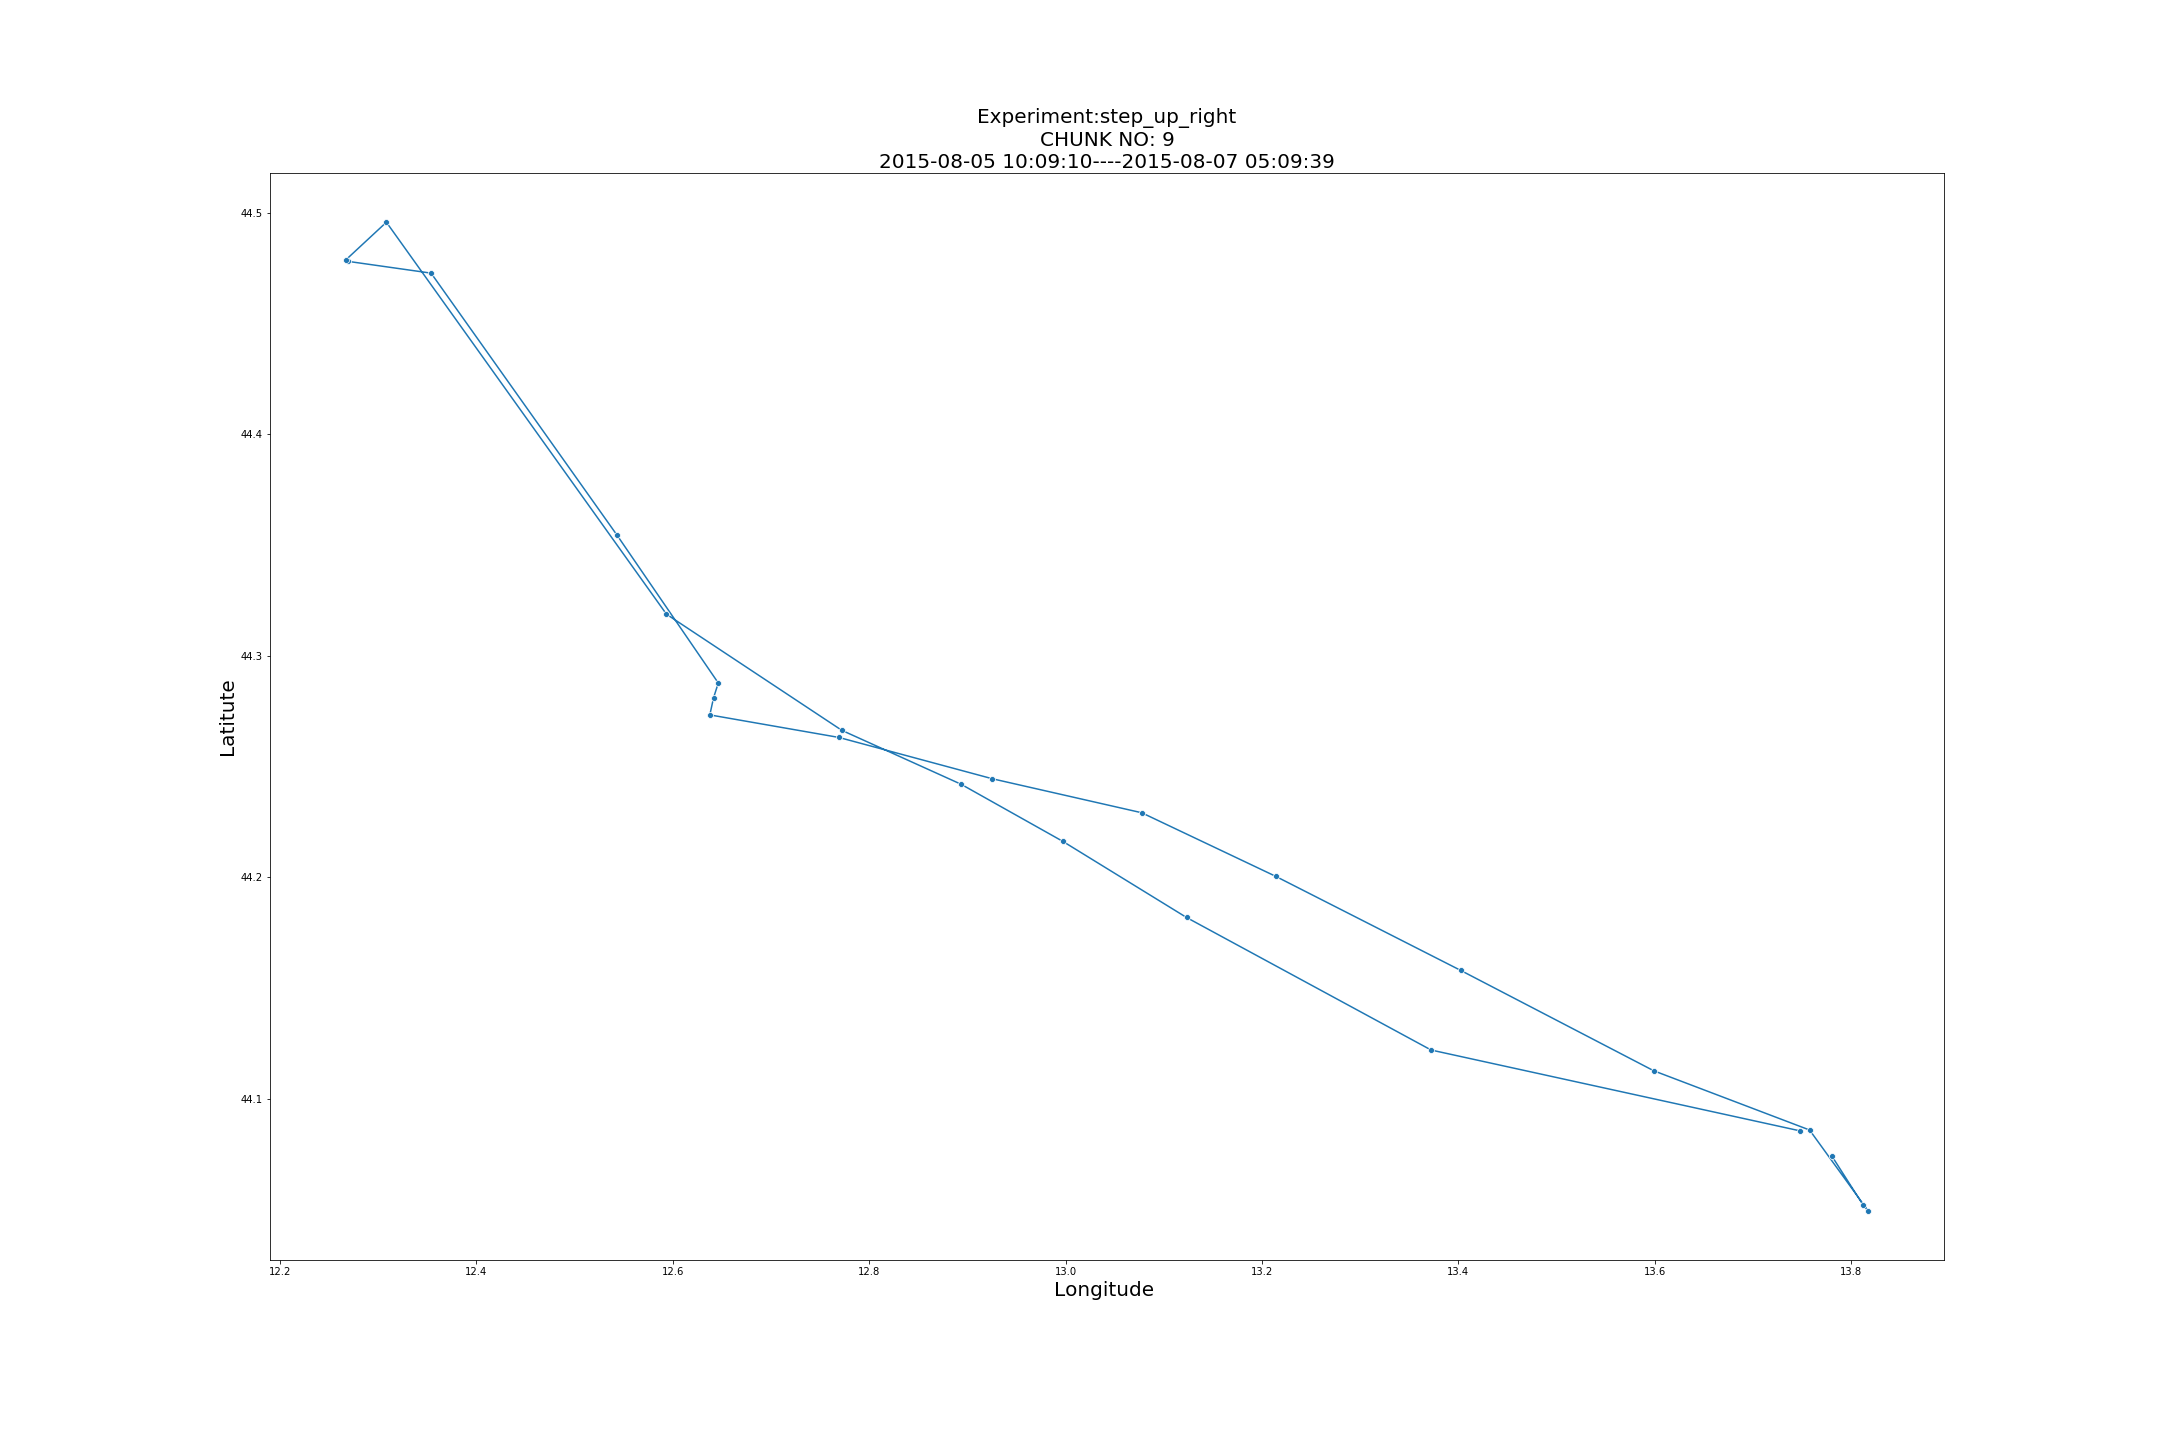 Experiment:step_up_right
CHUNK NO: 9
2015-08-05 10:09:10----2015-08-07 05:09:39
44.5
44.4
44.3
44.2
44.1
Latitute
12.2 12.4 12.6 12.8 13.0 13.2 13.4 13.6 13.8
Longitude